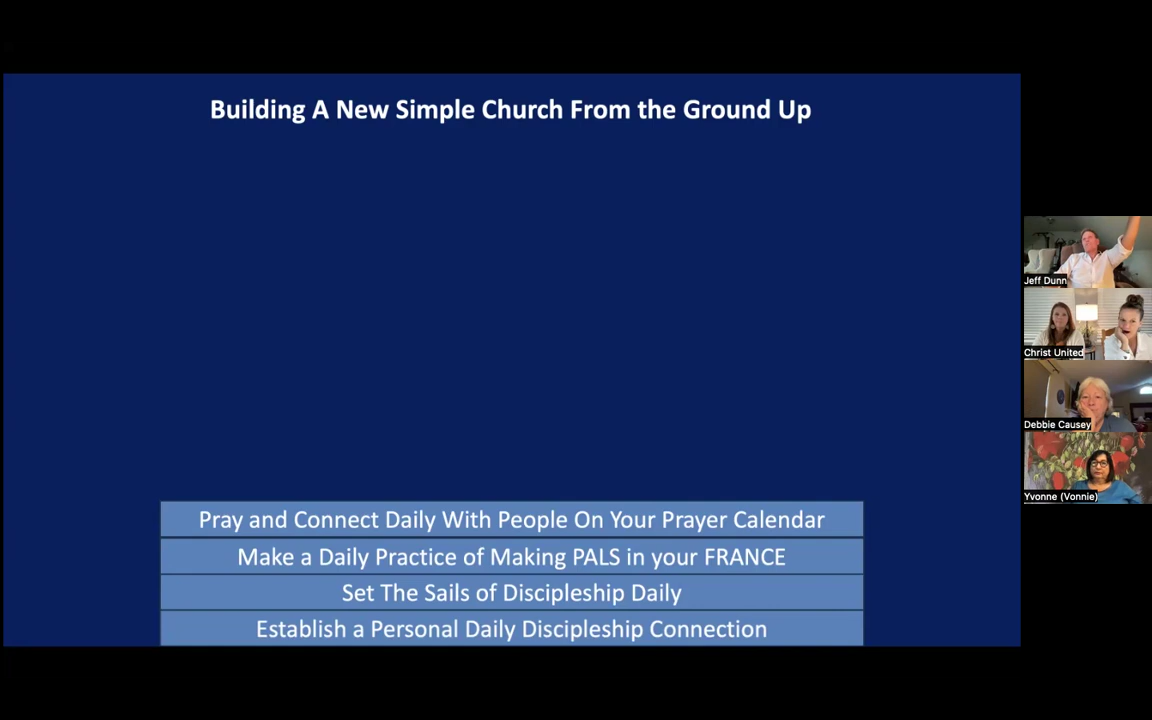 Building A New Simple Church From the Ground Up
Jeff Dunn
Christ United
Debbie Causey
Yvonne (Vonnie)
Pray and Connect Daily With People On Your Prayer Calendar
Make a Daily Practice of Making PALS in your FRANCE
Set The Sails of Discipleship Daily
Establish a Personal Daily Discipleship Connection